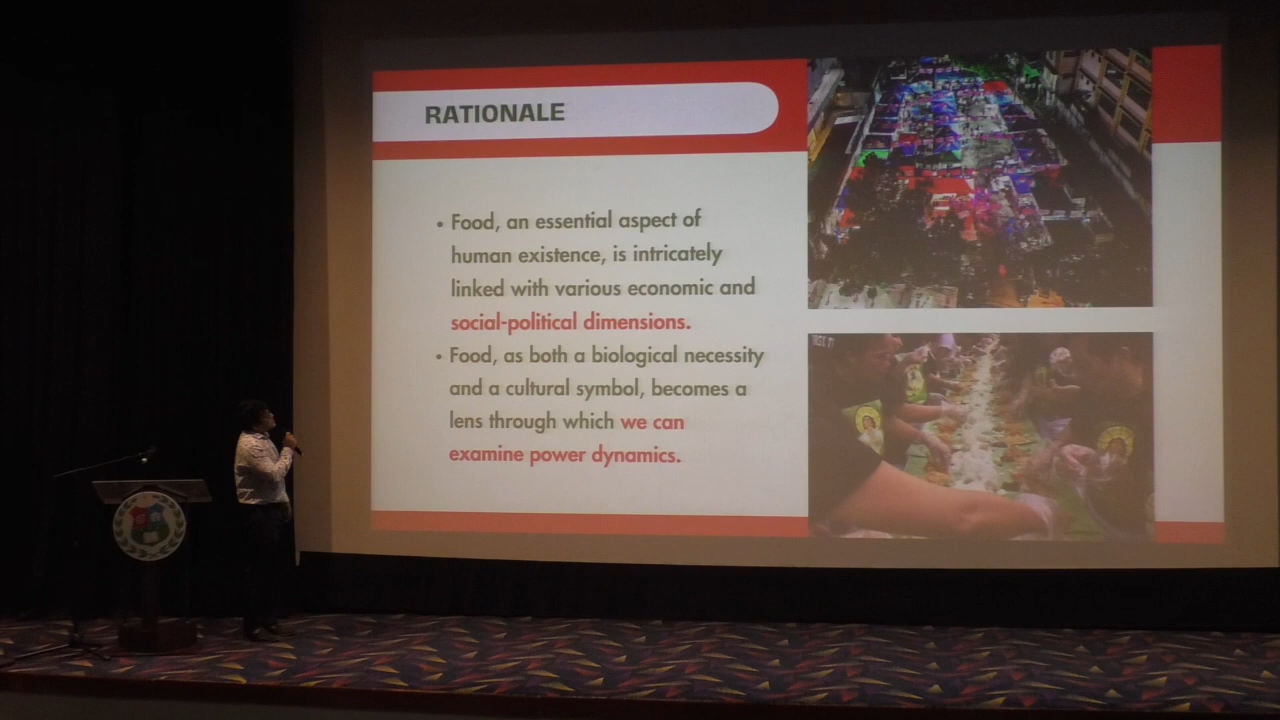 RATIONALE
• Food, an essential aspect of
human existence, is intricately
linked with various economic and
social-political dimensions.
• Food, as both a biological necessity
and a cultural symbol, becomes a
lens through which we can
examine power dynamics.